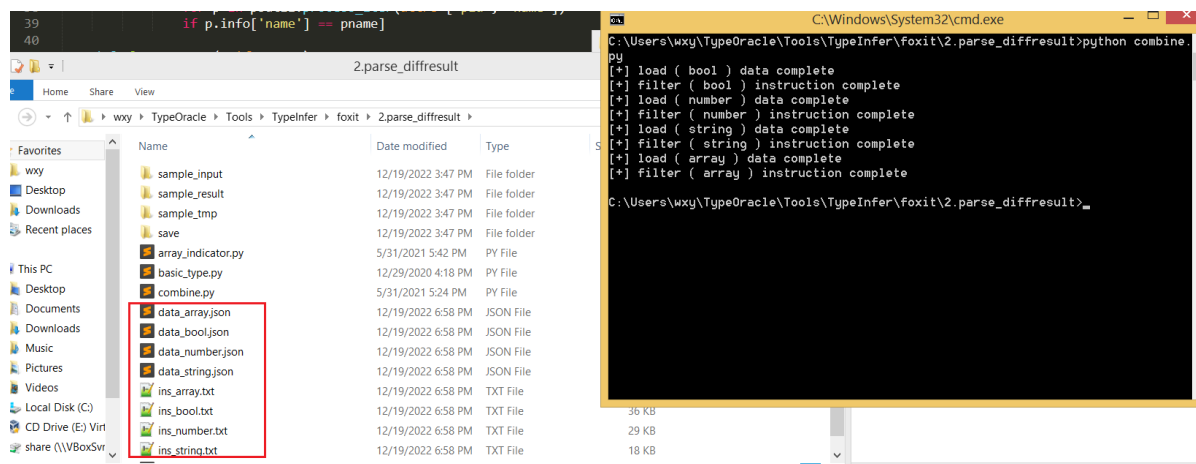 39 if p.info['name'] == pname]
40
2.parse_diffresult
Home Share View
wxy ▸ TypeOracle ▸ Tools ▸ TypeInfer ▸ foxit ▸ 2.parse_diffresult ▸
Favorites
wxy
Desktop
Downloads
Recent places
This PC
Desktop
Documents
Downloads
Music
Pictures
Videos
Local Disk (C:)
CD Drive (E:) Virt
share (\\VBoxSvr
Name Date modified Type
sample_input 12/19/2022 3:47 PM File folder
sample_result 12/19/2022 3:47 PM File folder
sample_tmp 12/19/2022 3:47 PM File folder
save 12/19/2022 3:47 PM File folder
array_indicator.py 5/31/2021 5:42 PM PY File
basic_type.py 12/29/2020 4:18 PM PY File
combine.py 5/31/2021 5:24 PM PY File
data_array.json 12/19/2022 6:58 PM JSON File
data_bool.json 12/19/2022 6:58 PM JSON File
data_number.json 12/19/2022 6:58 PM JSON File
data_string.json 12/19/2022 6:58 PM JSON File
ins_array.txt 12/19/2022 6:58 PM TXT File
ins_bool.txt 12/19/2022 6:58 PM TXT File 36 KB
ins_number.txt 12/19/2022 6:58 PM TXT File 29 KB
ins_string.txt 12/19/2022 6:58 PM TXT File 18 KB
C:\Windows\System32\cmd.exe
C:\Users\wxy\TypeOracle\Tools\TypeInfer\foxit\2.parse_diffresult>python combine.
py
[+] load ( bool ) data complete
[+] filter ( bool ) instruction complete
[+] load ( number ) data complete
[+] filter ( number ) instruction complete
[+] load ( string ) data complete
[+] filter ( string ) instruction complete
[+] load ( array ) data complete
[+] filter ( array ) instruction complete
C:\Users\wxy\TypeOracle\Tools\TypeInfer\foxit\2.parse_diffresult>_